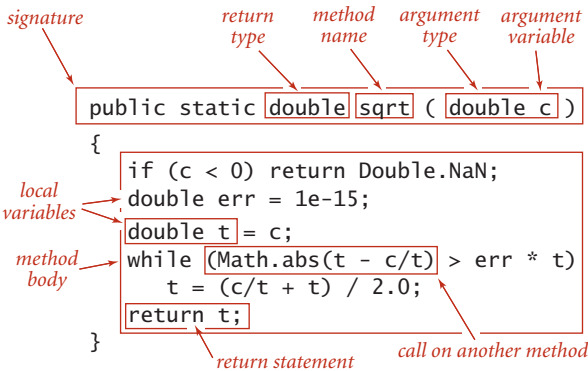 signature
return type
method name
argument type
argument variable
public static double sqrt ( double c )
{
if (c < 0) return Double.NaN;
double err = 1e-15;
local variables
double t = c;
method body
while (Math.abs(t - c/t) > err * t)
t = (c/t + t) / 2.0;
return t;
}
return statement
call on another method